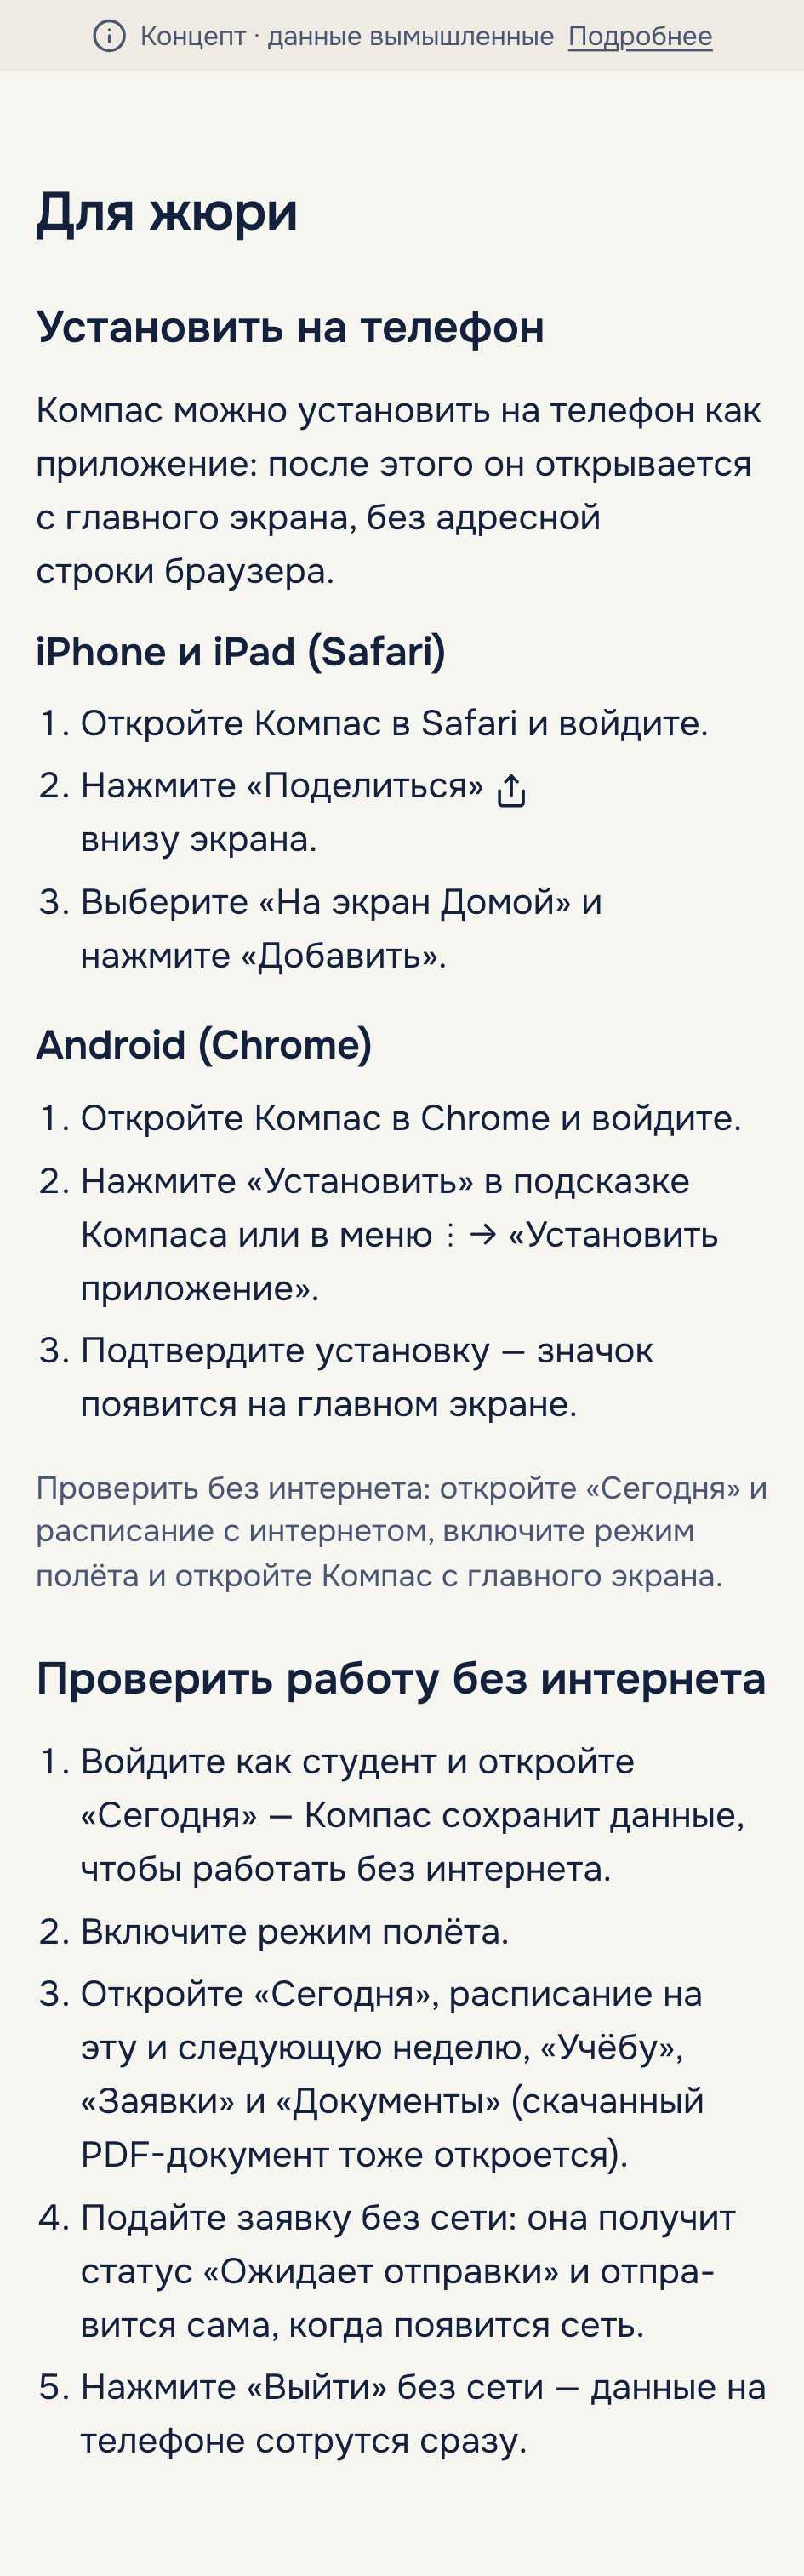 Концепт · данные вымышленные Подробнее
Для жюри
Установить на телефон
Компас можно установить на телефон как
приложение: после этого он открывается
с главного экрана, без адресной
строки браузера.
iPhone и iPad (Safari)
1. Откройте Компас в Safari и войдите.
2. Нажмите «Поделиться»
внизу экрана.
3. Выберите «На экран Домой» и
нажмите «Добавить».
Android (Chrome)
1. Откройте Компас в Chrome и войдите.
2. Нажмите «Установить» в подсказке
Компаса или в меню ⋮ → «Установить
приложение».
3. Подтвердите установку — значок
появится на главном экране.
Проверить без интернета: откройте «Сегодня» и
расписание с интернетом, включите режим
полёта и откройте Компас с главного экрана.
Проверить работу без интернета
1. Войдите как студент и откройте
«Сегодня» — Компас сохранит данные,
чтобы работать без интернета.
2. Включите режим полёта.
3. Откройте «Сегодня», расписание на
эту и следующую неделю, «Учёбу»,
«Заявки» и «Документы» (скачанный
PDF-документ тоже откроется).
4. Подайте заявку без сети: она получит
статус «Ожидает отправки» и отпра-
вится сама, когда появится сеть.
5. Нажмите «Выйти» без сети — данные на
телефоне сотрутся сразу.